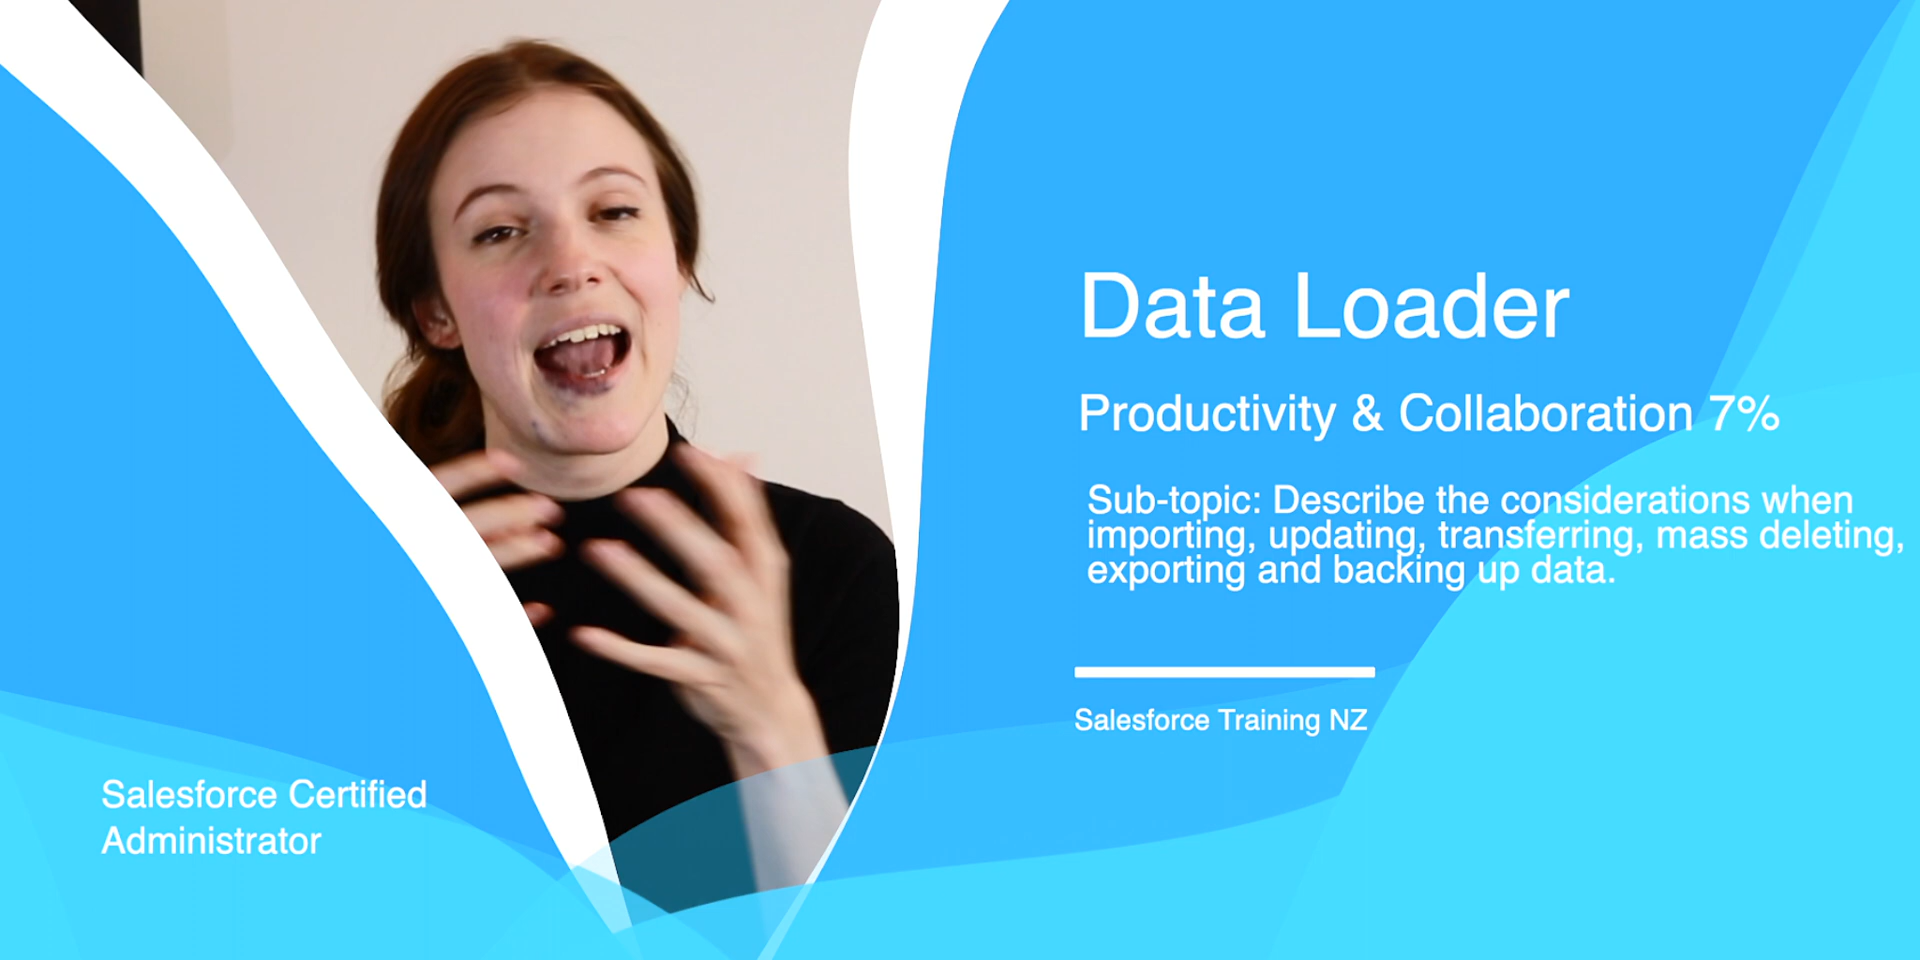 Data Loader
Productivity & Collaboration 7%
Sub-topic: Describe the considerations when
importing, updating, transferring, mass deleting,
exporting and backing up data.
Salesforce Training NZ
Salesforce Certified
Administrator